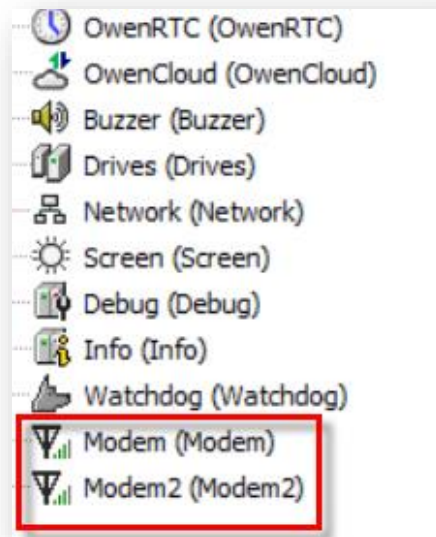 OwenRTC (OwenRTC)
OwenCloud (OwenCloud)
Buzzer (Buzzer)
Drives (Drives)
Network (Network)
Screen (Screen)
Debug (Debug)
Info (Info)
Watchdog (Watchdog)
Modem (Modem)
Modem2 (Modem2)